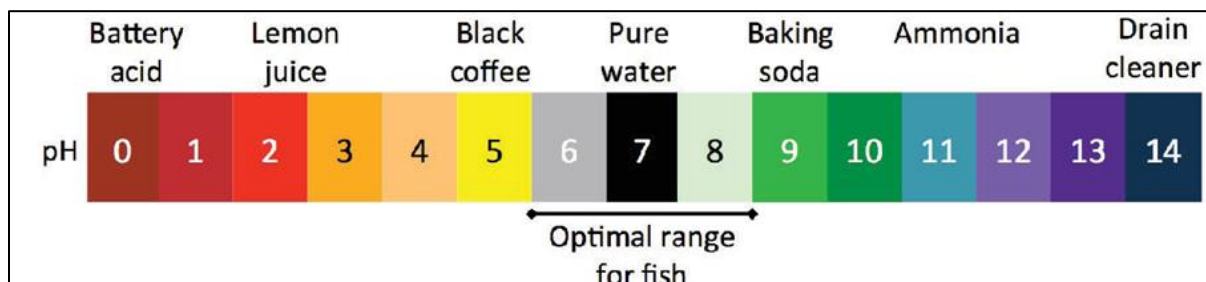 Battery acid
Lemon juice
Black coffee
Pure water
Baking soda
Ammonia
Drain cleaner
pH 0 1 2 3 4 5 6 7 8 9 10 11 12 13 14
Optimal range
for fish